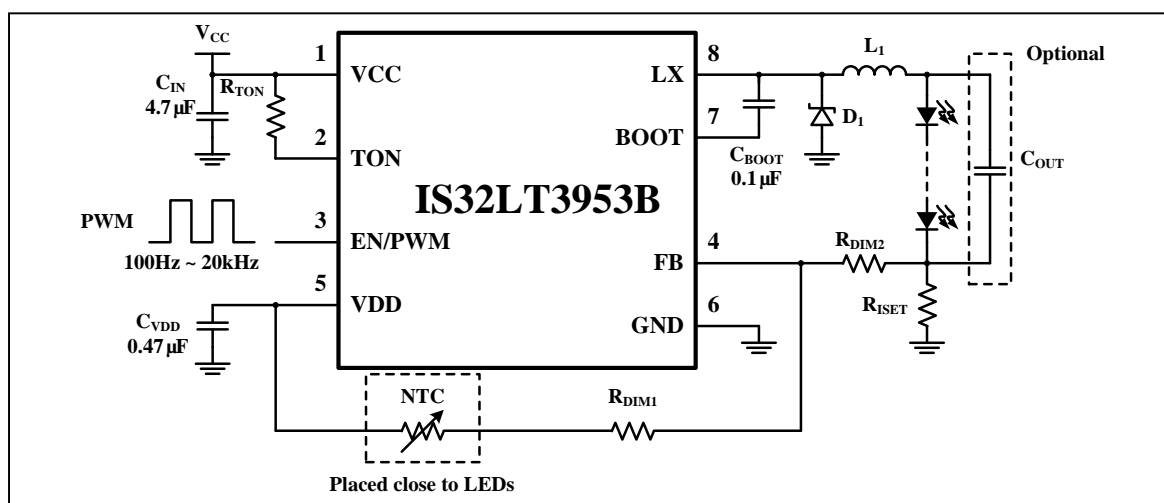 VCC
CIN
4.7 µF
RTON
1
VCC
2
TON
PWM
100Hz ~ 20kHz
3
EN/PWM
5
VDD
CVDD
0.47 µF
IS32LT3953B
8
LX
7
BOOT
CBOOT
0.1 µF
D1
L1
Optional
COUT
4
FB
RDIM2
RISET
6
GND
NTC
RDIM1
Placed close to LEDs